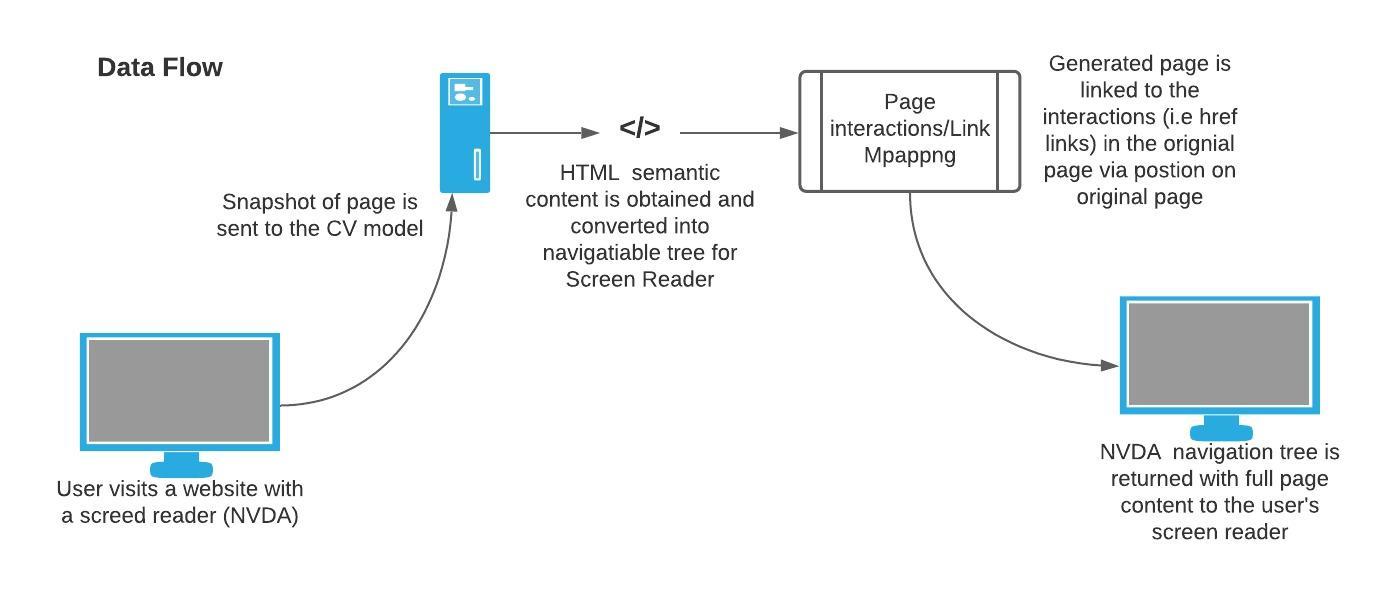 Data Flow
Snapshot of page is
sent to the CV model
User visits a website with
a screed reader (NVDA)
</>
HTML semantic
content is obtained and
converted into
navigatiable tree for
Screen Reader
Page
interactions/Link
Mpappng
Generated page is
linked to the
interactions (i.e href
links) in the orignial
page via postion on
original page
NVDA navigation tree is
returned with full page
content to the user's
screen reader